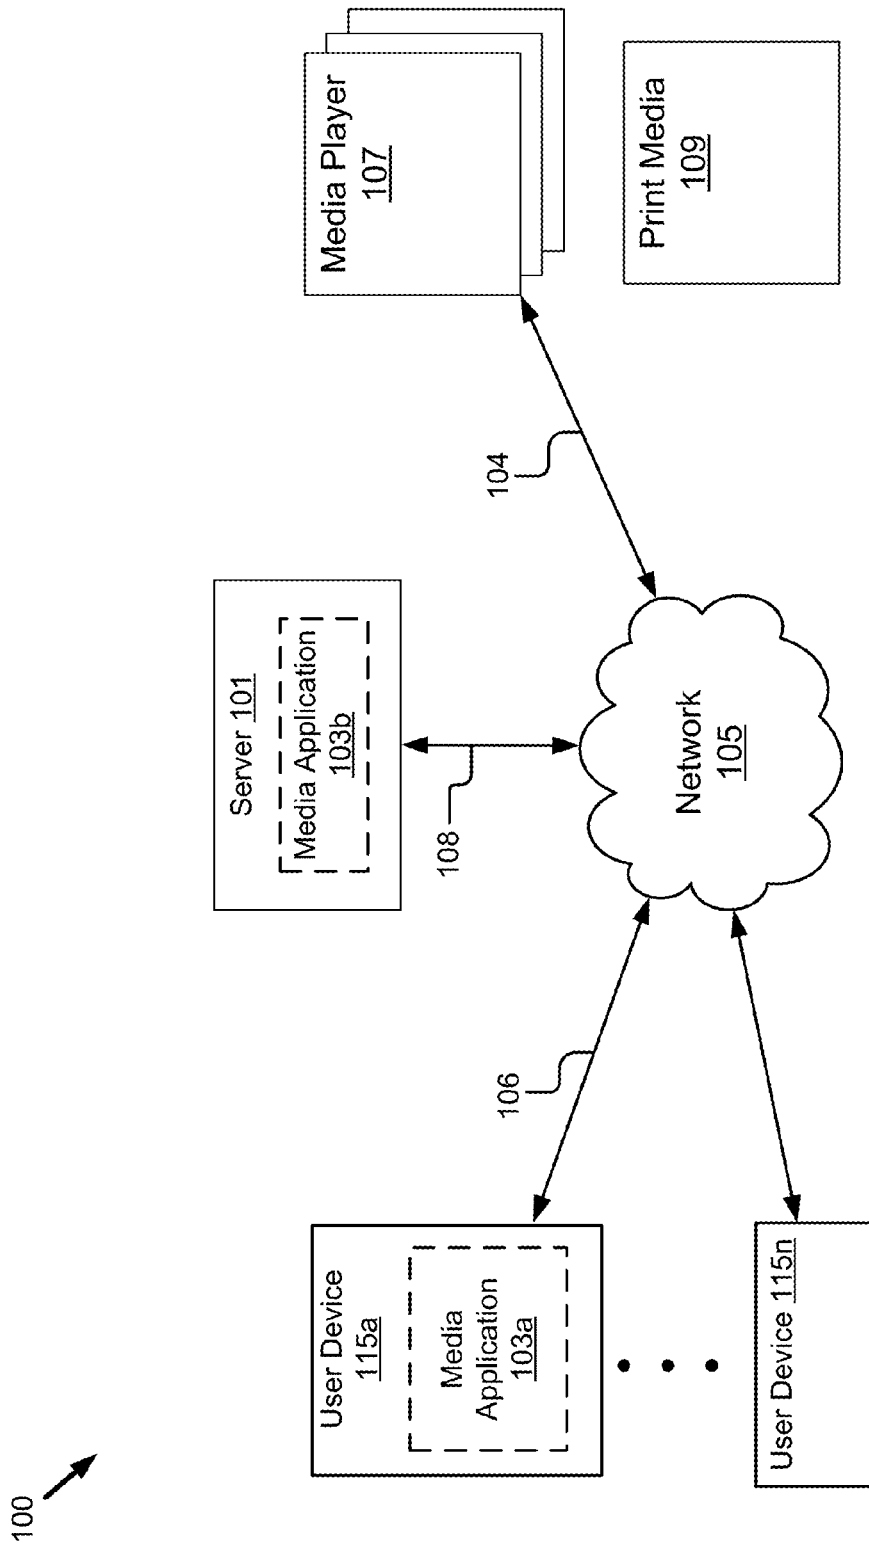 100
Server 101
Media Application
103b
User Device
115a
Media
Application
103a
106
108
104
Media Player
107
Network
105
Print Media
109
User Device 115n